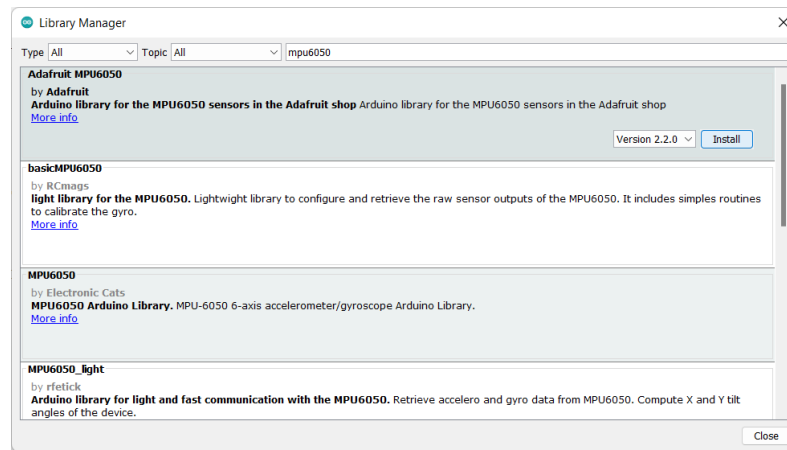 Library Manager
Type All Topic All mpu6050
Adafruit MPU6050
by Adafruit
Arduino library for the MPU6050 sensors in the Adafruit shop Arduino library for the MPU6050 sensors in the Adafruit shop
More info
Version 2.2.0 Install
basicMPU6050
by RCmags
light library for the MPU6050. Lightwight library to configure and retrieve the raw sensor outputs of the MPU6050. It includes simples routines
to calibrate the gyro.
More info
MPU6050
by Electronic Cats
MPU6050 Arduino Library. MPU-6050 6-axis accelerometer/gyroscope Arduino Library.
More info
MPU6050_light
by rfetick
Arduino library for light and fast communication with the MPU6050. Retrieve accelero and gyro data from MPU6050. Compute X and Y tilt
angles of the device.
Close